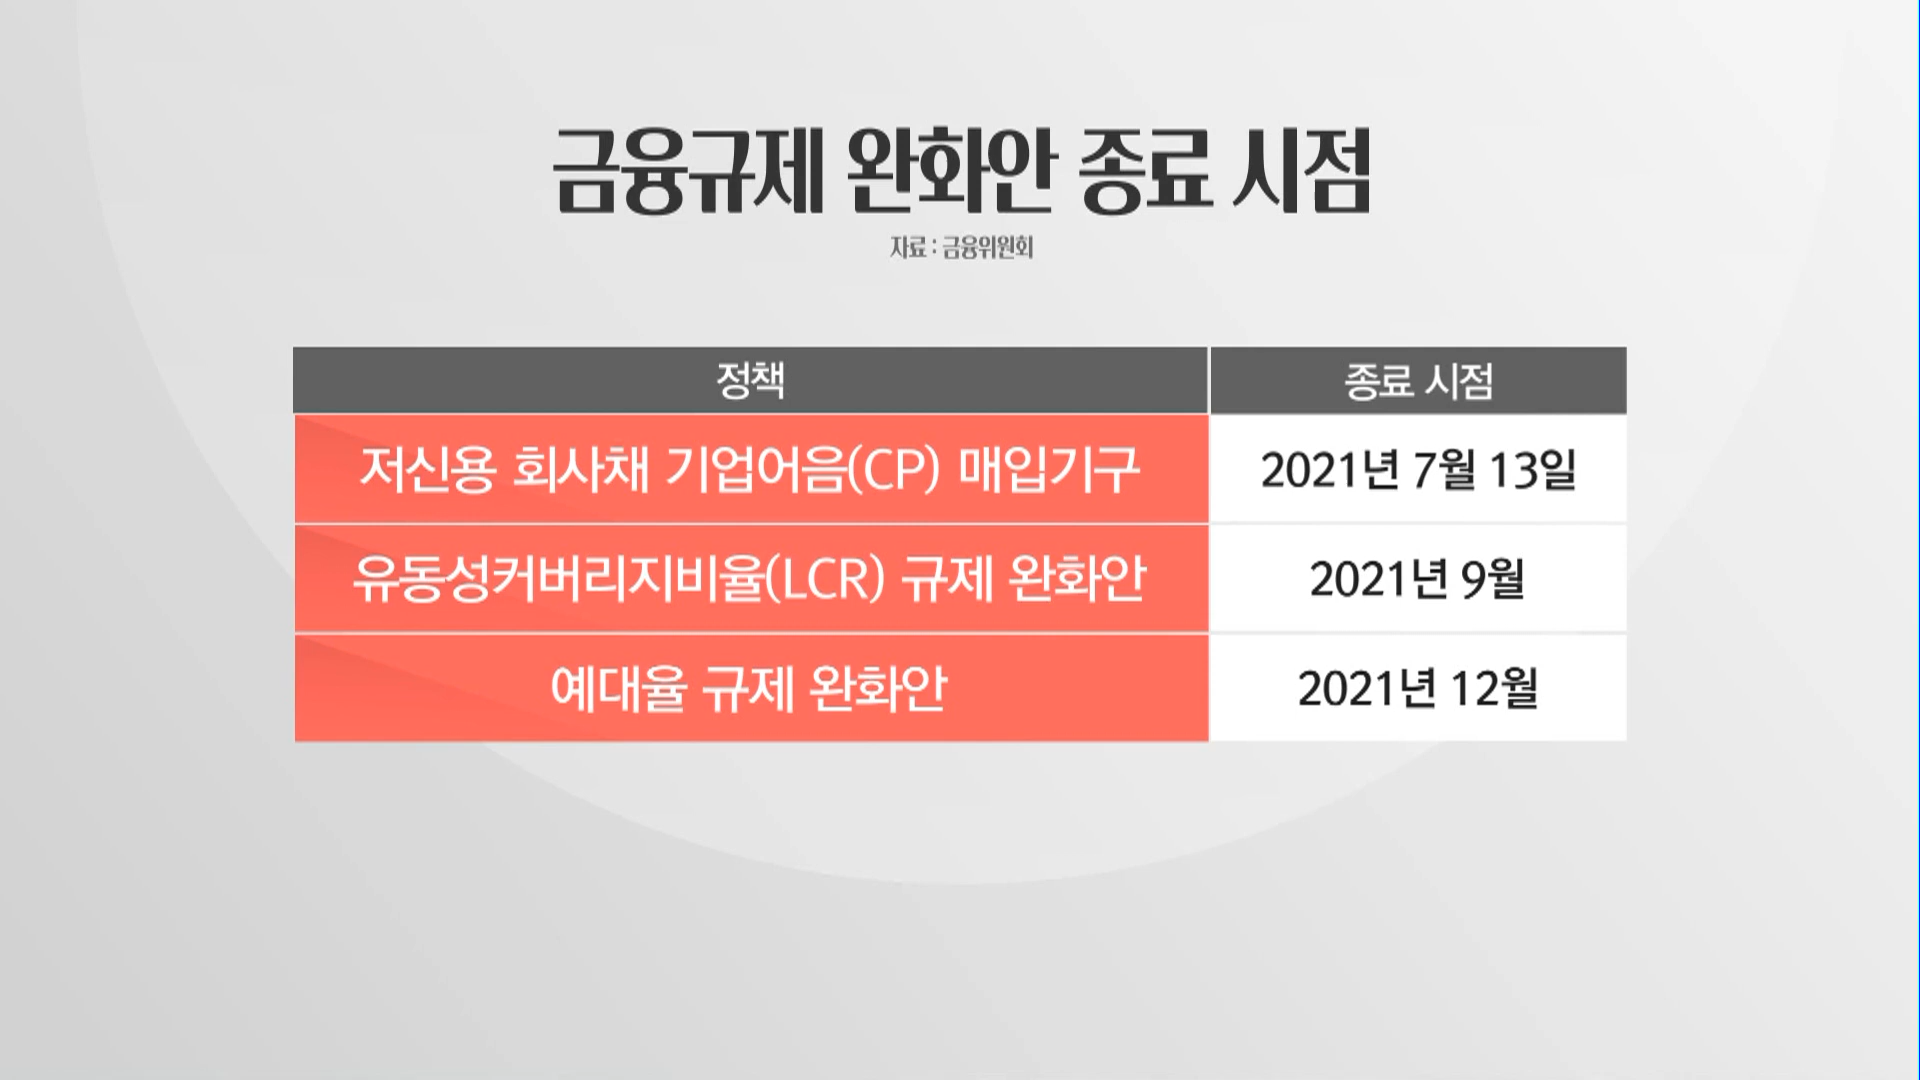 금융규제 완화안 종료 시점
자료 : 금융위원회
정책 종료 시점
저신용 회사채 기업어음(CP) 매입기구 2021년 7월 13일
유동성커버리지비율(LCR) 규제 완화안 2021년 9월
예대율 규제 완화안 2021년 12월